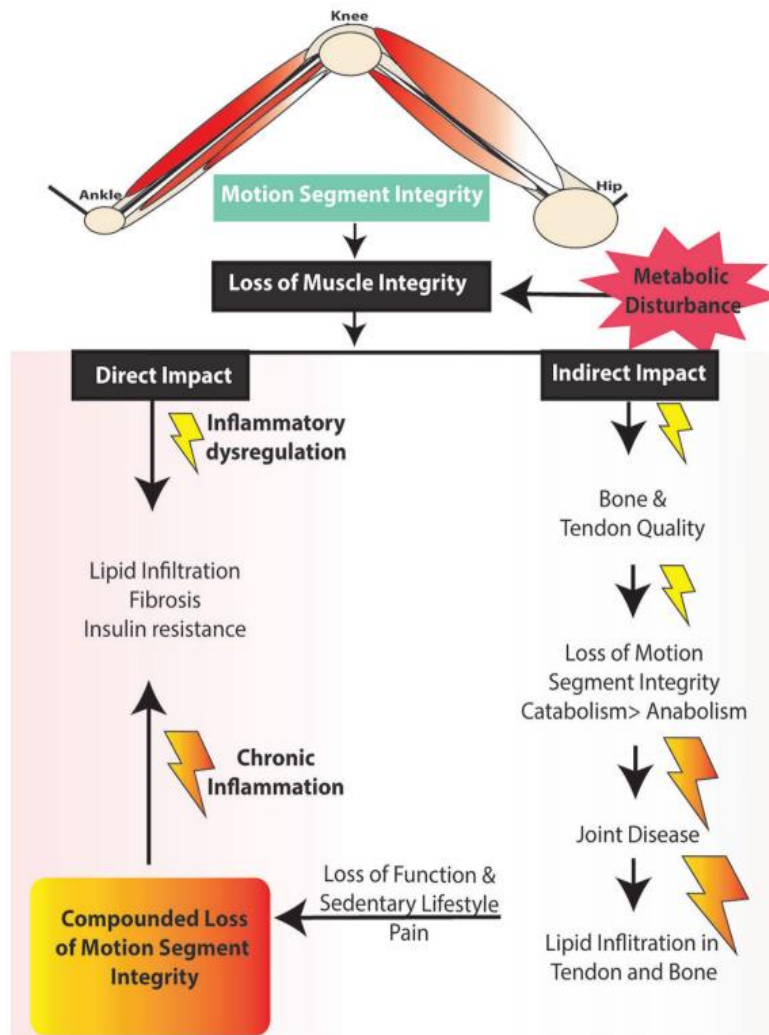 Knee
Ankle
Hip
Motion Segment Integrity
Loss of Muscle Integrity
Metabolic
Disturbance
Direct Impact
Indirect Impact
Inflammatory
dysregulation
Bone &
Tendon Quality
Lipid Infiltration
Fibrosis
Insulin resistance
Loss of Motion
Segment Integrity
Catabolism> Anabolism
Chronic
Inflammation
Joint Disease
Loss of Function &
Sedentary Lifestyle
Pain
Compounded Loss
of Motion Segment
Integrity
Lipid Inflitration in
Tendon and Bone